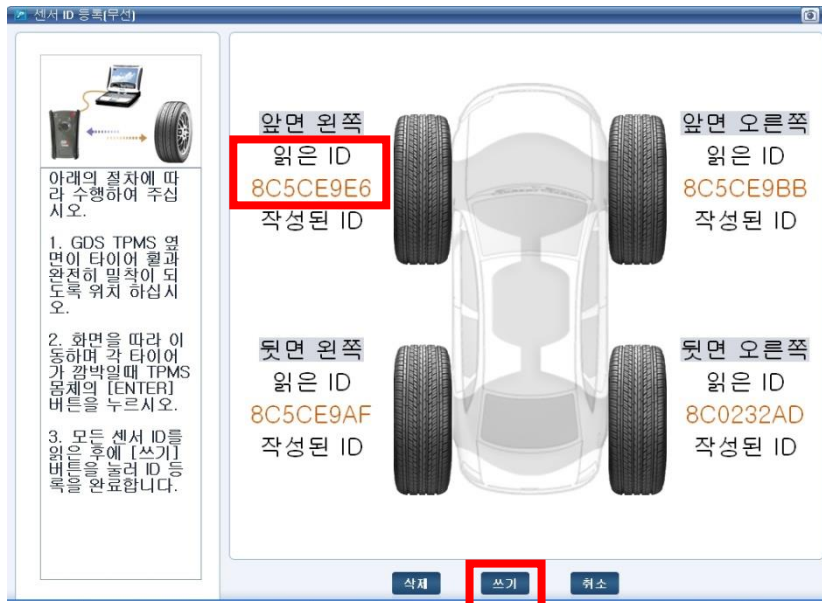 센서 ID 등록(무선)
아래의 절차에 따
라 수행하여 주십
시오.
1. GDS TPMS 옆
면이 타이어 휠과
완전히 밀착이 되
도록 위치 하십시
오.
2. 화면을 따라 이
동하며 각 타이어
가 깜박일때 TPMS
몸체의 [ENTER]
버튼을 누르시오.
3. 모든 센서 ID를
읽은 후에 [쓰기]
버튼을 눌러 ID 등
록을 완료합니다.
앞면 왼쪽
읽은 ID
8C5CE9E6
작성된 ID
앞면 오른쪽
읽은 ID
8C5CE9BB
작성된 ID
뒷면 왼쪽
읽은 ID
8C5CE9AF
작성된 ID
뒷면 오른쪽
읽은 ID
8C0232AD
작성된 ID
삭제
쓰기
취소